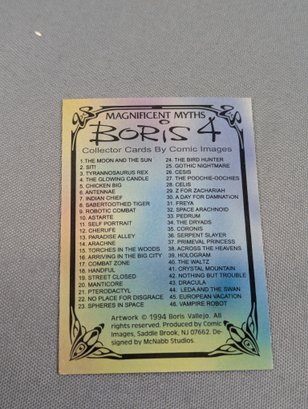 MAGNIFICENT MYTHS
BORIS 4
Collector Cards By Comic Images
1. THE MOON AND THE SUN
2. SIT!
3. TYRANNOSAURUS REX
4. THE GLOWING CANDLE
5. CHICKEN BIG
6. ANTENNAE
7. INDIAN CHIEF
8. SABERTOOTHED TIGER
9. ROBOTIC COMBAT
10. ASTARTE
11. SELF PORTRAIT
12. CHERUFE
13. PARADISE ALLEY
14. ARACHNE
15. TORCHES IN THE WOODS
16. ARRIVING IN THE BIG CITY
17. COMBAT ZONE
18. HANDFUL
19. STREET CLOSED
20. MANTICORE
21. PTERODACTYL
22. NO PLACE FOR DISGRACE
23. SPHERES IN SPACE
24. THE BIRD HUNTER
25. GOTHIC NIGHTMARE
26. CESIS
27. THE POOCHIE-OOCHIES
28. CELIS
29. Z FOR ZACHARIAH
30. A DAY FOR DAMNATION
31. FREYA
32. SPACE ARACHNOID
33. PEDRUM
34. THE DRYADS
35. CORONIS
36. SERPENT SLAYER
37. PRIMEVAL PRINCESS
38. ACROSS THE HEAVENS
39. HOLOGRAM
40. THE WALTZ
41. CRYSTAL MOUNTAIN
42. NOTHING BUT TROUBLE
43. DRACULA
44. LEDA AND THE SWAN
45. EUROPEAN VACATION
46. VAMPIRE ROBOT
Artwork © 1994 Boris Vallejo. All
rights reserved. Produced by Comic
Images, Saddle Brook, NJ 07662. De-
signed by McNabb Studios.